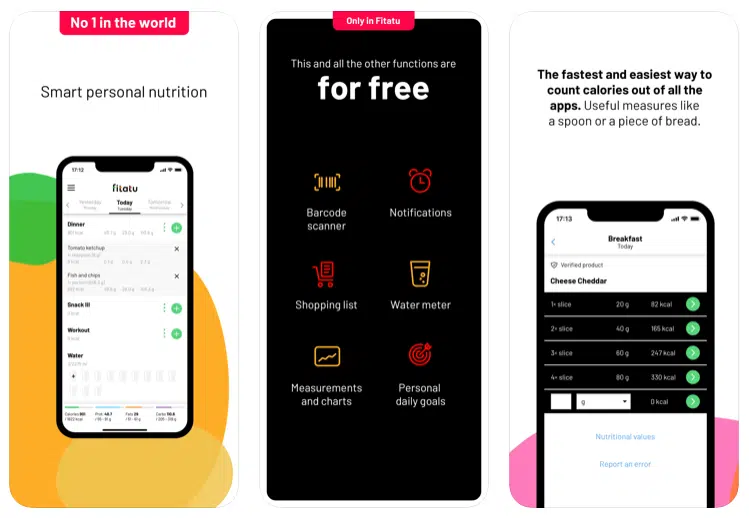 No 1 in the world
Smart personal nutrition
17:12
fitatu
Yesterday Today Tomorrow
Monday Tuesday Wednesday
Dinner
Tomato ketchup
Fish and chips
Snack III
Workout
Water
Only in Fitatu
This and all the other functions are
for free
Barcode
scanner
Notifications
Shopping list
Water meter
Measurements
and charts
Personal
daily goals
The fastest and easiest way to
count calories out of all the
apps. Useful measures like
a spoon or a piece of bread.
17:13
Breakfast
Today
Verified product
Cheese Cheddar
1× slice 20 g 82 kcal
2× slice 40 g 165 kcal
3× slice 60 g 247 kcal
4× slice 80 g 330 kcal
g 0 kcal
Nutritional values
Report an error